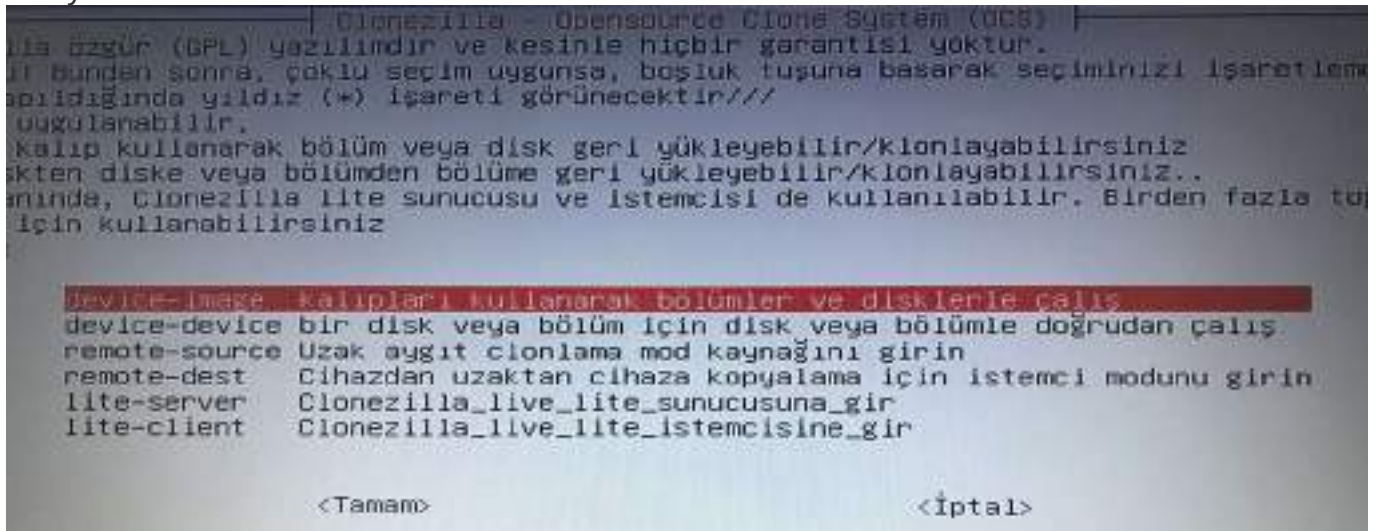 Clonezilla - Opensource Clone System (OCS)
özgür (GPL) yazılımdır ve kesinle hiçbir garantisi yoktur.
Bundan sonra, çoklu seçim uygunsa, boşluk tuşuna basarak seçiminizi işaretleme
apıldığında yıldız (*) işareti görünecektir///
uygulanabilir.
kalıp kullanarak bölüm veya disk geri yükleyebilir/klonlayabilirsiniz
skten diske veya bölümden bölüme geri yükleyebilir/klonlayabilirsiniz..
anında, Clonezilla lite sunucusu ve istemcisi de kullanılabilir. Birden fazla
için kullanabilirsiniz
device-image kalıpları kullanarak bölümler ve disklerle çalış
device-device bir disk veya bölüm için disk veya bölümle doğrudan çalış
remote-source Uzak aygıt clonlama mod kaynağını girin
remote-dest Cihazdan uzaktan cihaza kopyalama için istemci modunu girin
lite-server Clonezilla_live_lite_sunucusuna_gir
lite-client Clonezilla_live_lite_istemcisine_gir
<Tamam> <İptal>